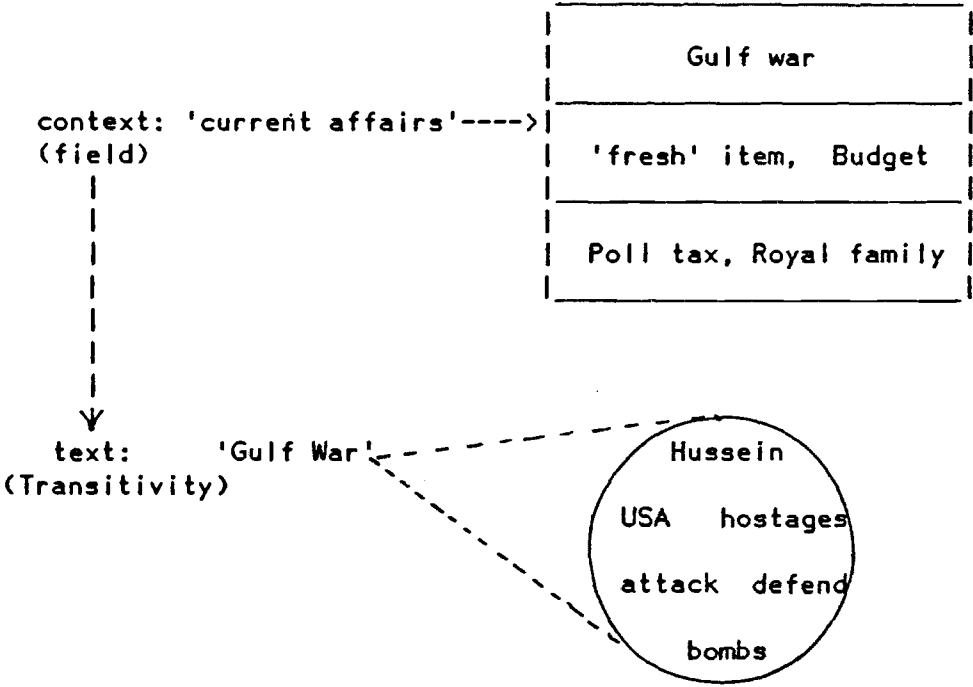 Gulf war
context: 'current affairs'---->
(field)
'fresh' item, Budget
Poll tax, Royal family
text: 'Gulf War'
(Transitivity)
Hussein
USA hostages
attack defend
bombs